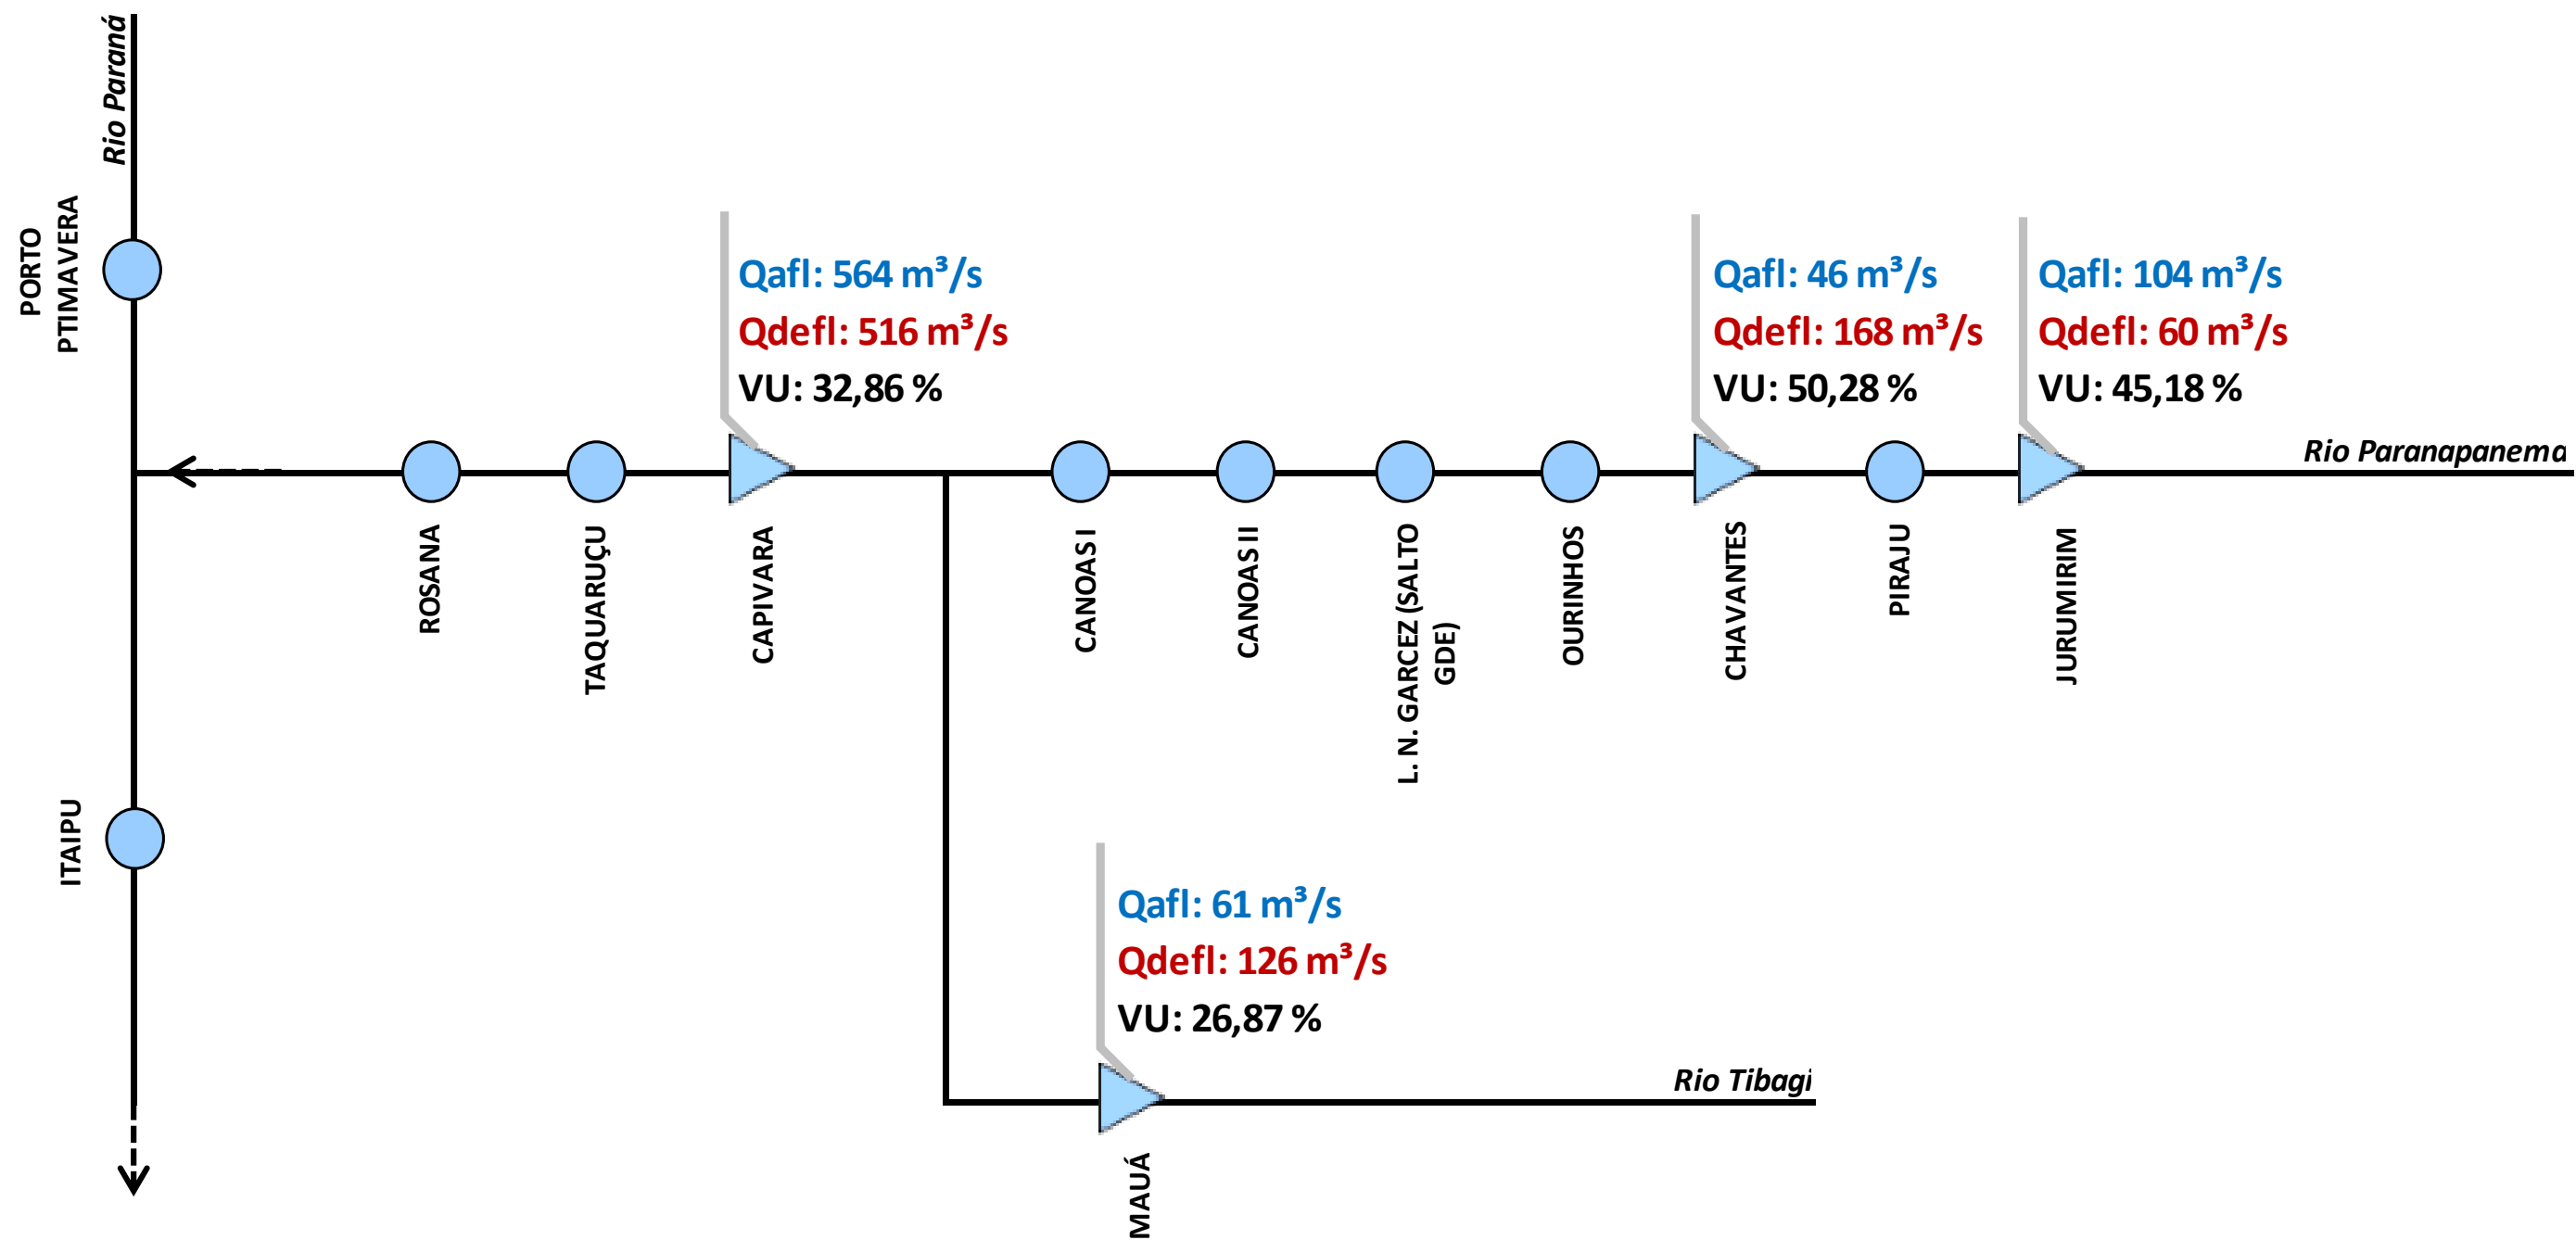 Rio Paraná
PORTO
PTIMAVERA
Qafl: 564 m³/s
Qdefl: 516 m³/s
VU: 32,86 %
Qafl: 46 m³/s
Qdefl: 168 m³/s
VU: 50,28 %
Qafl: 104 m³/s
Qdefl: 60 m³/s
VU: 45,18 %
Rio Paranapanema
ROSANA
TAQUARUÇU
CAPIVARA
CANOAS I
CANOAS II
L. N. GARCEZ (SALTO
GDE)
OURINHOS
CHAVANTES
PIRAJU
JURUMIRIM
ITAIPU
Qafl: 61 m³/s
Qdefl: 126 m³/s
VU: 26,87 %
Rio Tibagi
MAUÁ